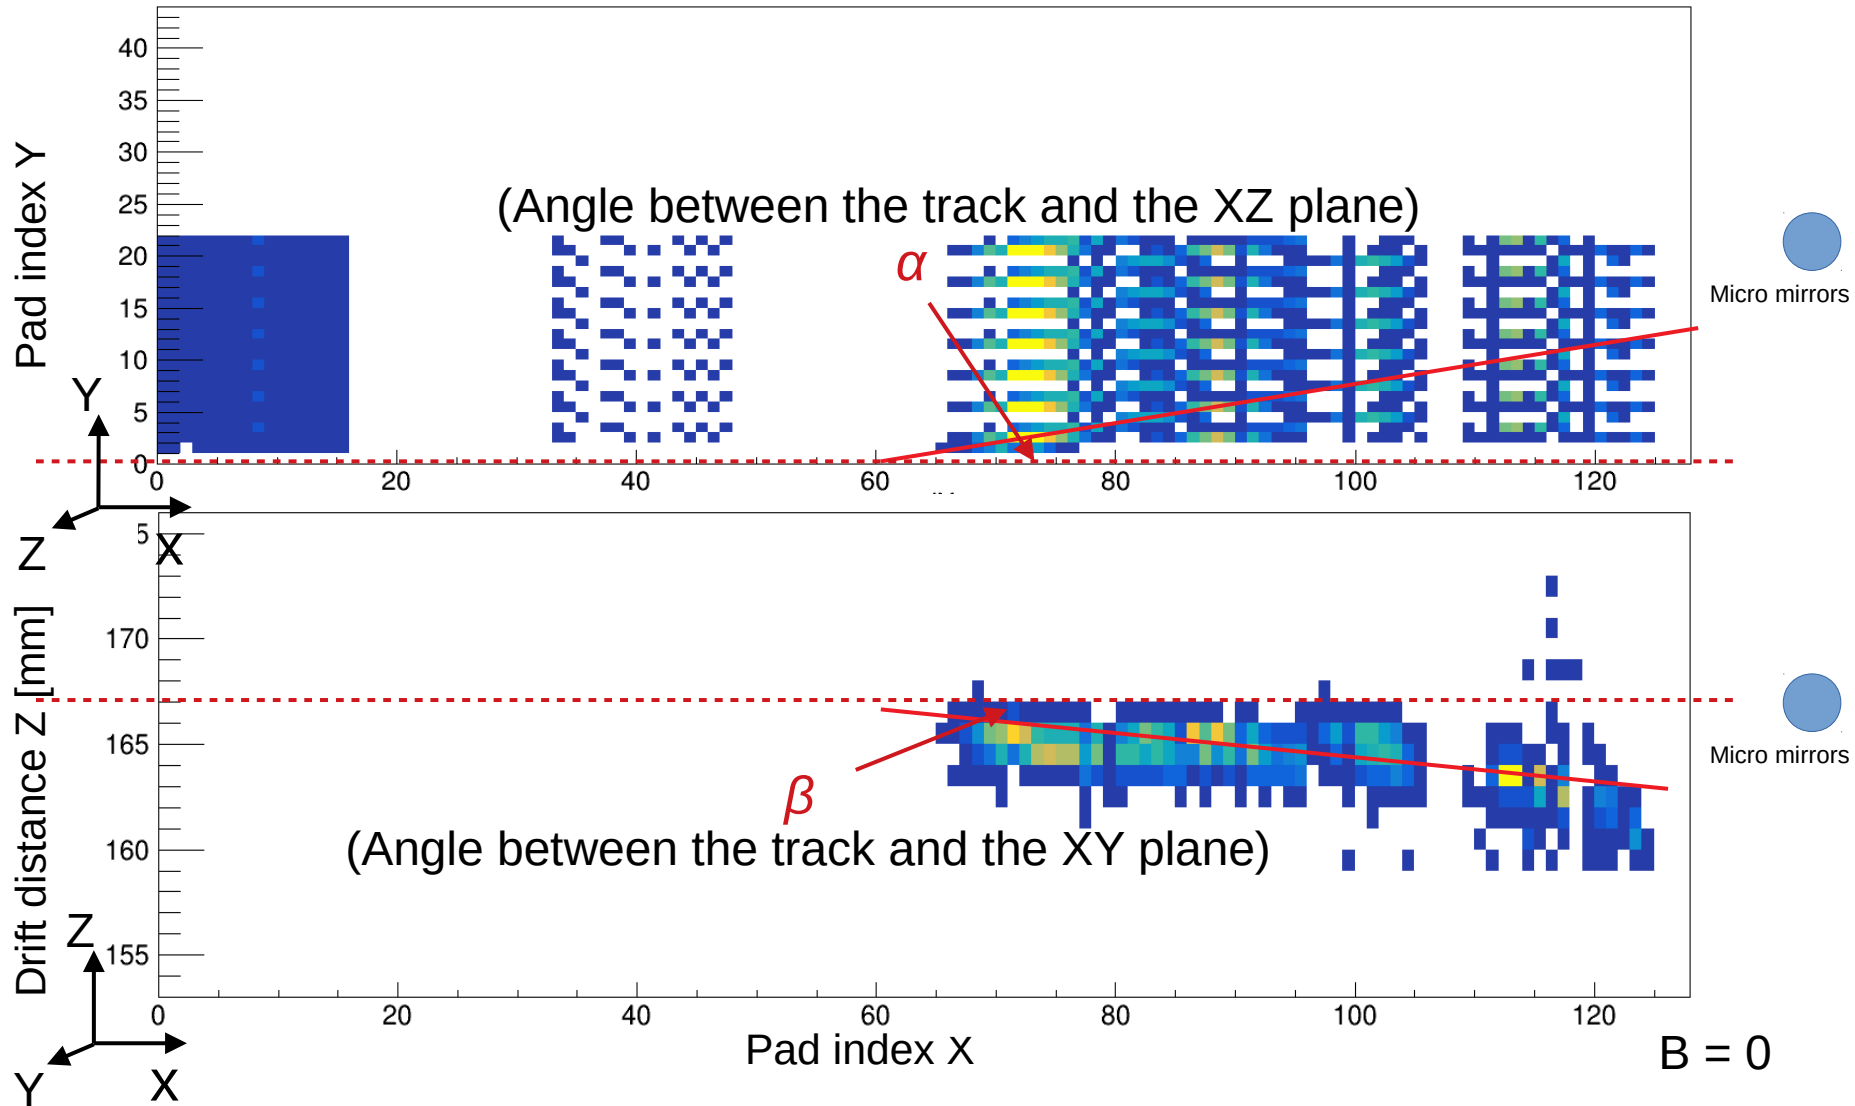 40
35
30
25
20
15
10
5
0
Pad index Y
(Angle between the track and the XZ plane)
α
Micro mirrors
Y
Z
X
0 20 40 60 80 100 120
5
170
165
160
155
Drift distance Z [mm]
Micro mirrors
β
(Angle between the track and the XY plane)
Z
Y
X
0 20 40 60 80 100 120
Pad index X
B = 0